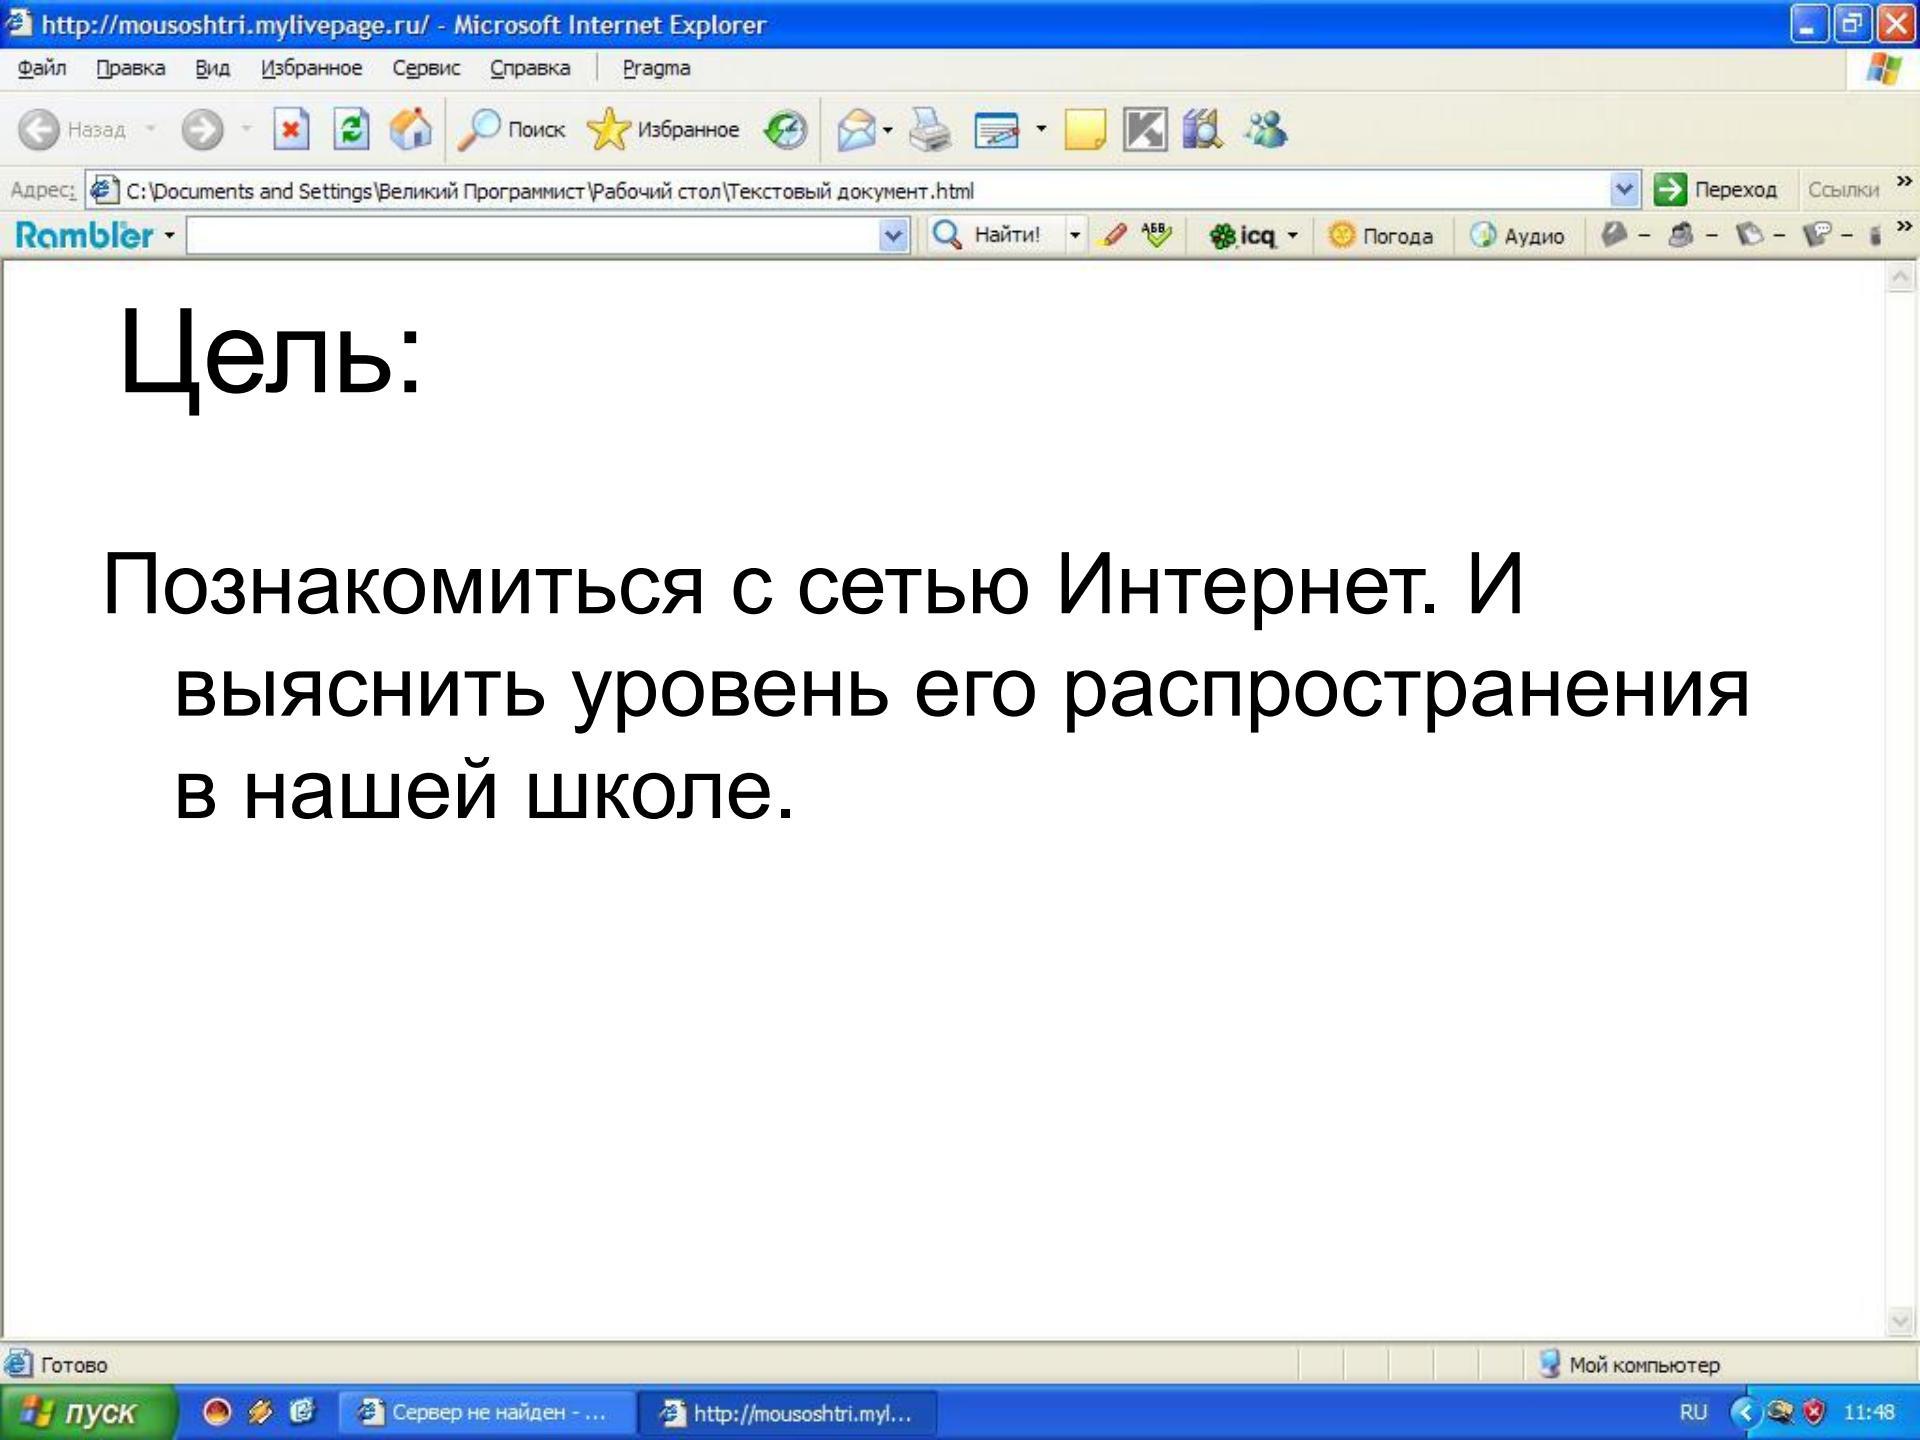 http://mousoshtri.mylivepage.ru/ - Microsoft Internet Explorer
Файл Правка Вид Избранное Сервис Справка Pragma
Назад Поиск Избранное
Адрес: C:\Documents and Settings\Великий Программист\Рабочий стол\Текстовый документ.html Переход Ссылки »
Rambler Найти! АБВ icq Погода Аудио »
Цель:
Познакомиться с сетью Интернет. И
выяснить уровень его распространения
в нашей школе.
Готово Мой компьютер
пуск Сервер не найден - ... http://mousoshtri.myl... RU 11:48